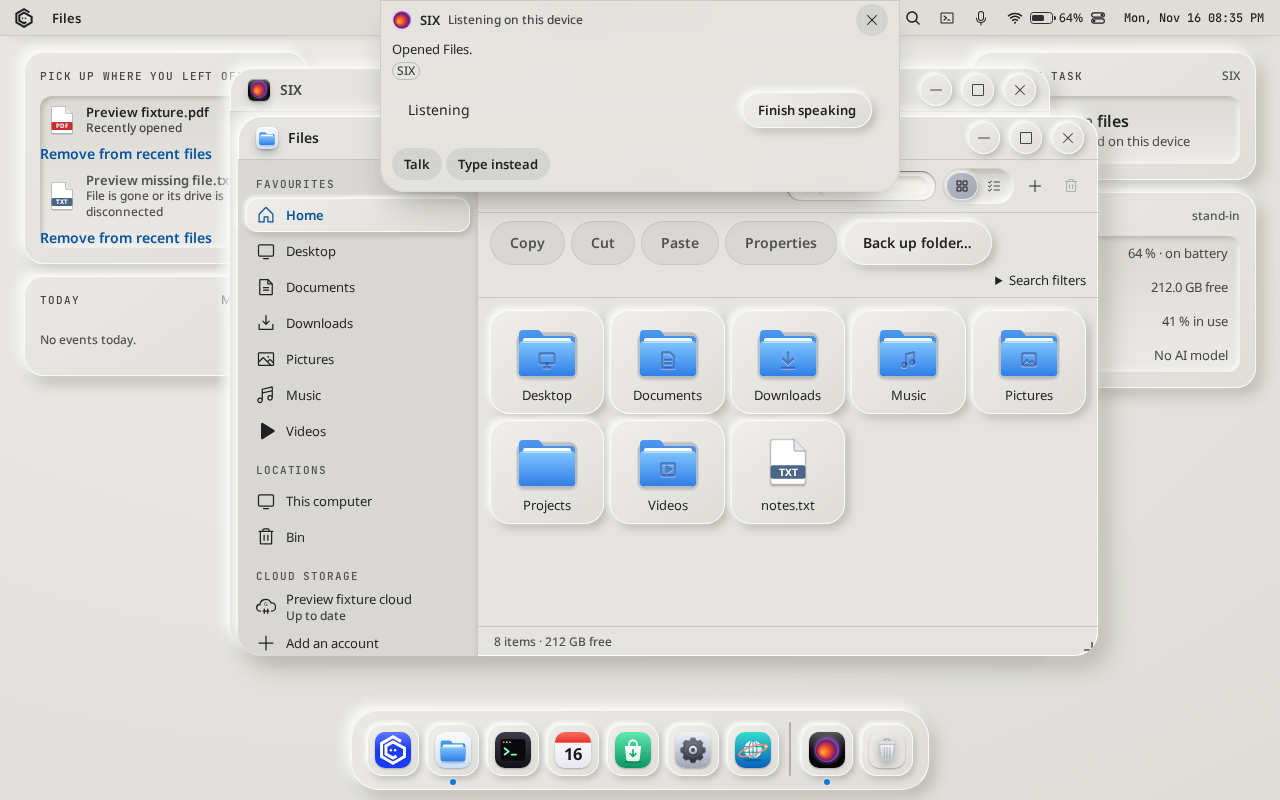 Files
SIX Listening on this device
64%
Mon, Nov 16 08:35 PM
Opened Files.
SIX
Listening
Finish speaking
Talk
Type instead
PICK UP WHERE YOU LEFT
Preview fixture.pdf
Recently opened
Remove from recent files
Preview missing file.tx
File is gone or its drive is
disconnected
Remove from recent files
TODAY
No events today.
SIX
TASK
SIX
files
on this device
stand-in
64 % · on battery
212.0 GB free
41 % in use
No AI model
Files
FAVOURITES
Home
Desktop
Documents
Downloads
Pictures
Music
Videos
LOCATIONS
This computer
Bin
CLOUD STORAGE
Preview fixture cloud
Up to date
Add an account
Copy
Cut
Paste
Properties
Back up folder...
Search filters
Desktop
Documents
Downloads
Music
Pictures
Projects
Videos
TXT
notes.txt
8 items · 212 GB free
PDF
TXT
16